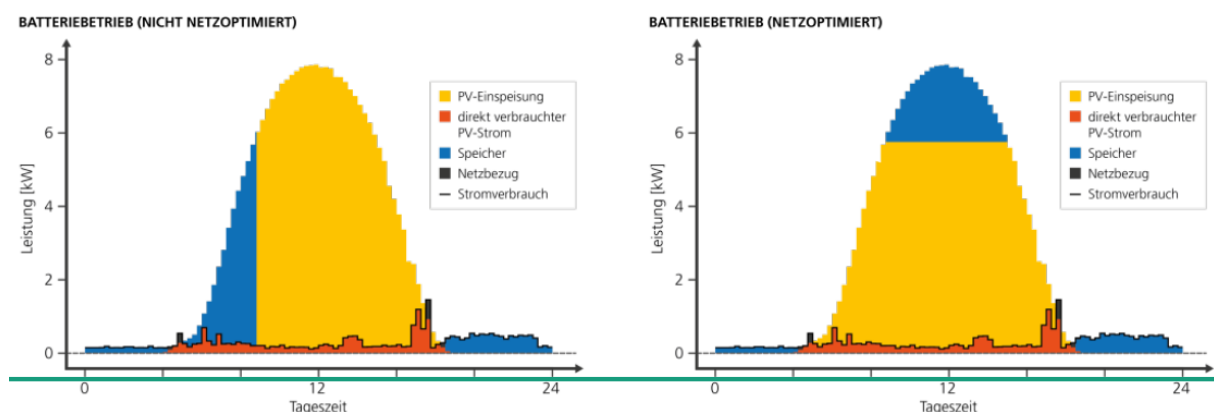 BATTERIEBETRIEB (NICHT NETZOPTIMIERT)
8
6
4
2
0
Leistung [kW]
PV-Einspeisung
direkt verbrauchter
PV-Strom
Speicher
Netzbezug
Stromverbrauch
0
12
24
Tageszeit
BATTERIEBETRIEB (NETZOPTIMIERT)
8
6
4
2
0
Leistung [kW]
PV-Einspeisung
direkt verbrauchter
PV-Strom
Speicher
Netzbezug
Stromverbrauch
0
12
24
Tageszeit